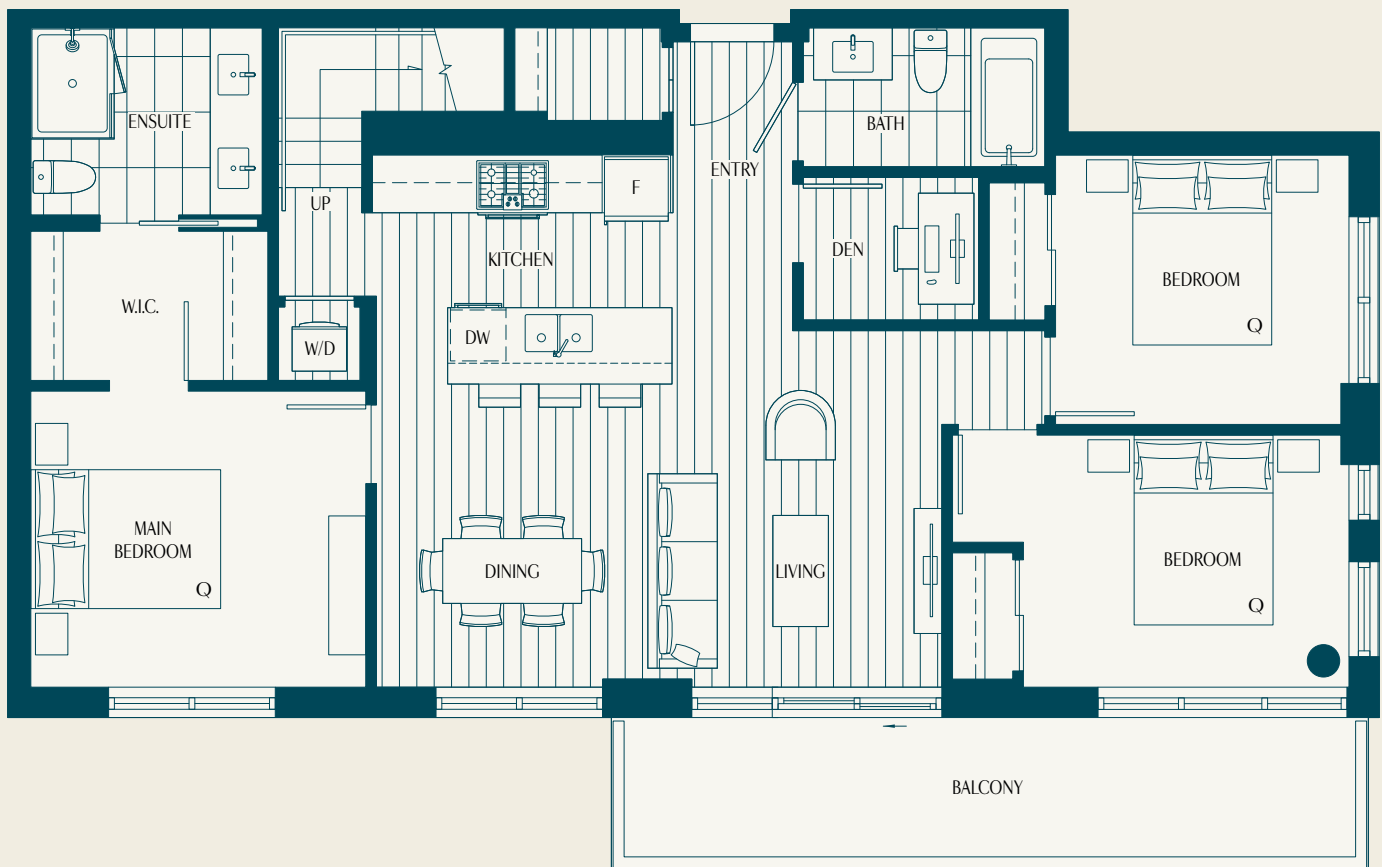 ENSUITE
BATH
ENTRY
F
UP
DEN
KITCHEN
BEDROOM
Q
W.I.C.
DW
W/D
MAIN
BEDROOM
Q
DINING
LIVING
BEDROOM
Q
BALCONY